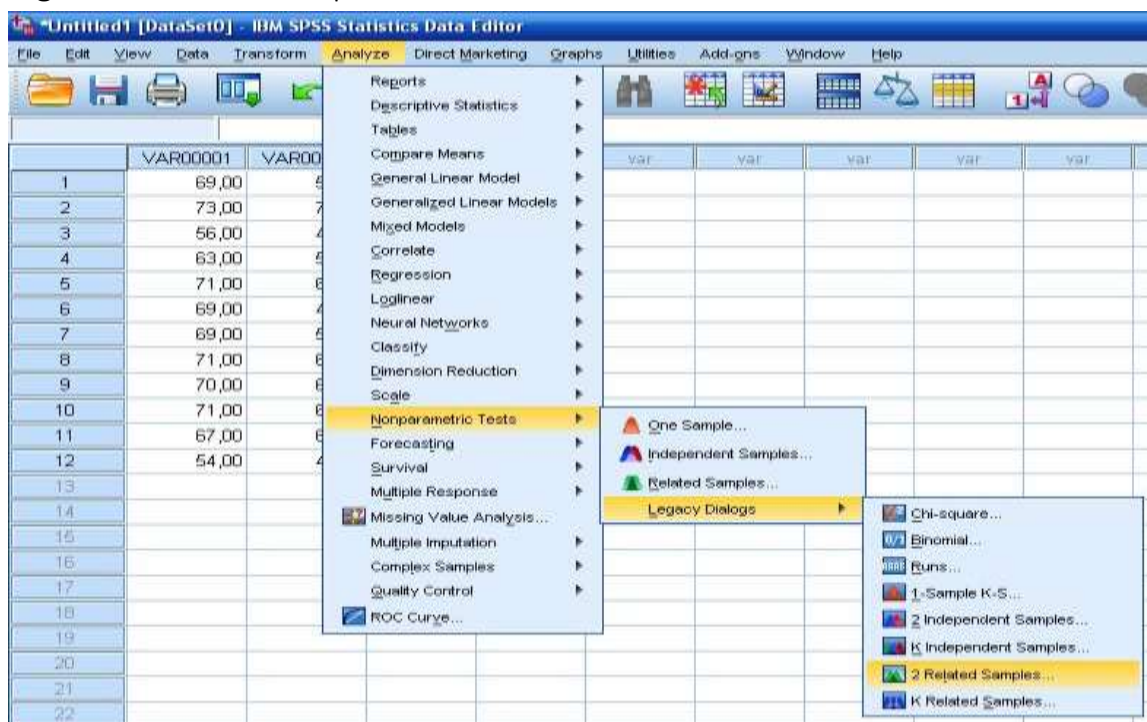 *Untitled1 [DataSet0] - IBM SPSS Statistics Data Editor
File Edit View Data Transform Analyze Direct Marketing Graphs Utilities Add-ons Window Help
VAR00001 VAR00 var var var var var
1 69,00
2 73,00
3 56,00
4 63,00
5 71,00
6 69,00
7 69,00
8 71,00
9 70,00
10 71,00
11 67,00
12 54,00
13
14
15
16
17
18
19
20
21
22
Reports
Descriptive Statistics
Tables
Compare Means
General Linear Model
Generalized Linear Models
Mixed Models
Correlate
Regression
Loglinear
Neural Networks
Classify
Dimension Reduction
Scale
Nonparametric Tests
Forecasting
Survival
Multiple Response
Missing Value Analysis...
Multiple Imputation
Complex Samples
Quality Control
ROC Curve...
One Sample...
Independent Samples...
Related Samples...
Legacy Dialogs
Chi-square...
Binomial...
Runs...
1-Sample K-S...
2 Independent Samples...
K Independent Samples...
2 Related Samples...
K Related Samples...